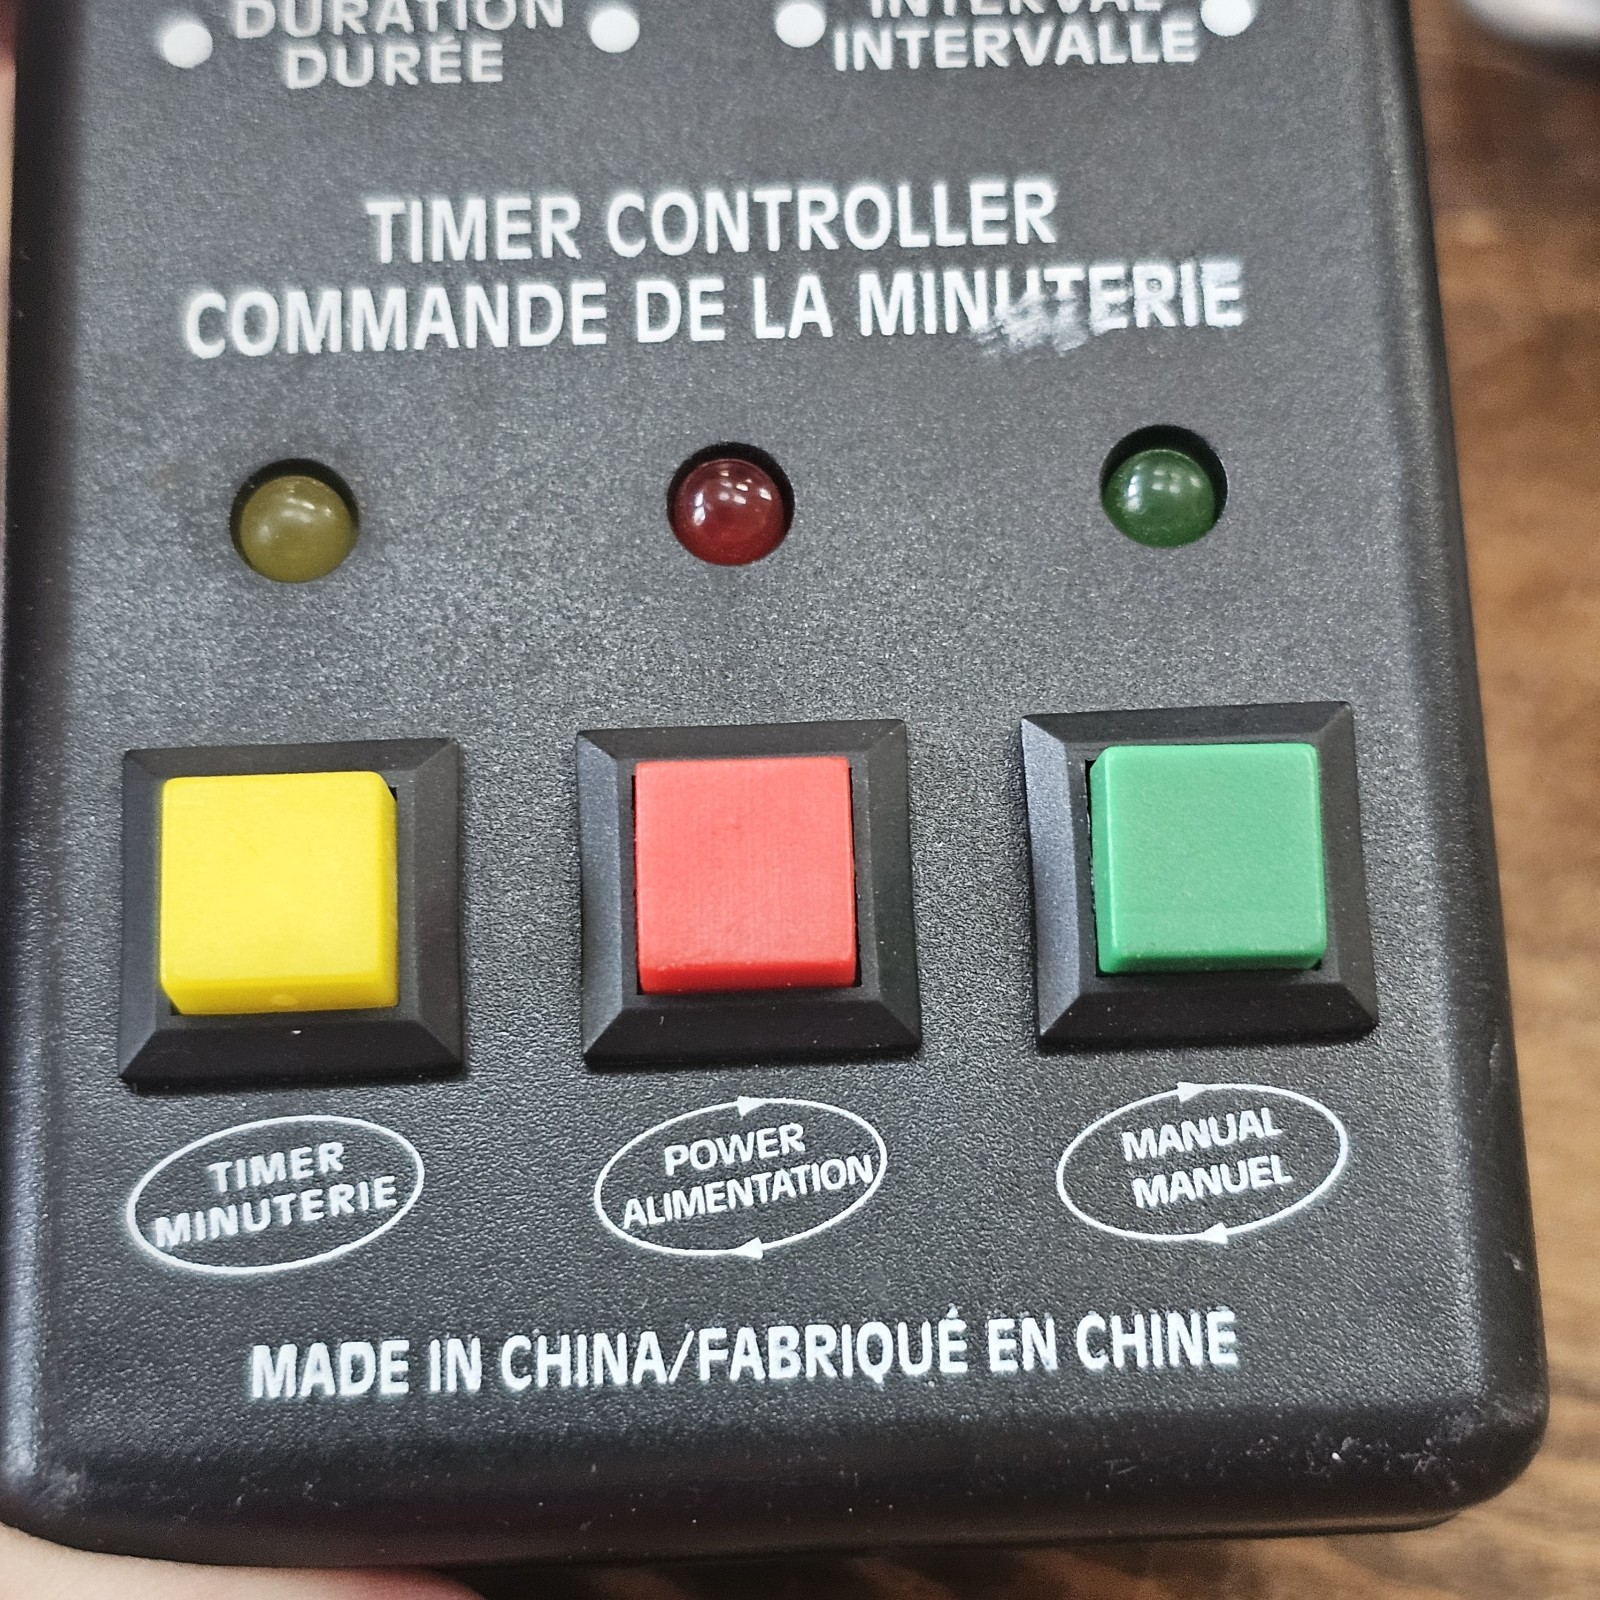 DURATION
DURÉE
INTERVAL
INTERVALLE
TIMER CONTROLLER
COMMANDE DE LA MINUTERIE
TIMER
MINUTERIE
POWER
ALIMENTATION
MANUAL
MANUEL
MADE IN CHINA/FABRIQUÉ EN CHINE